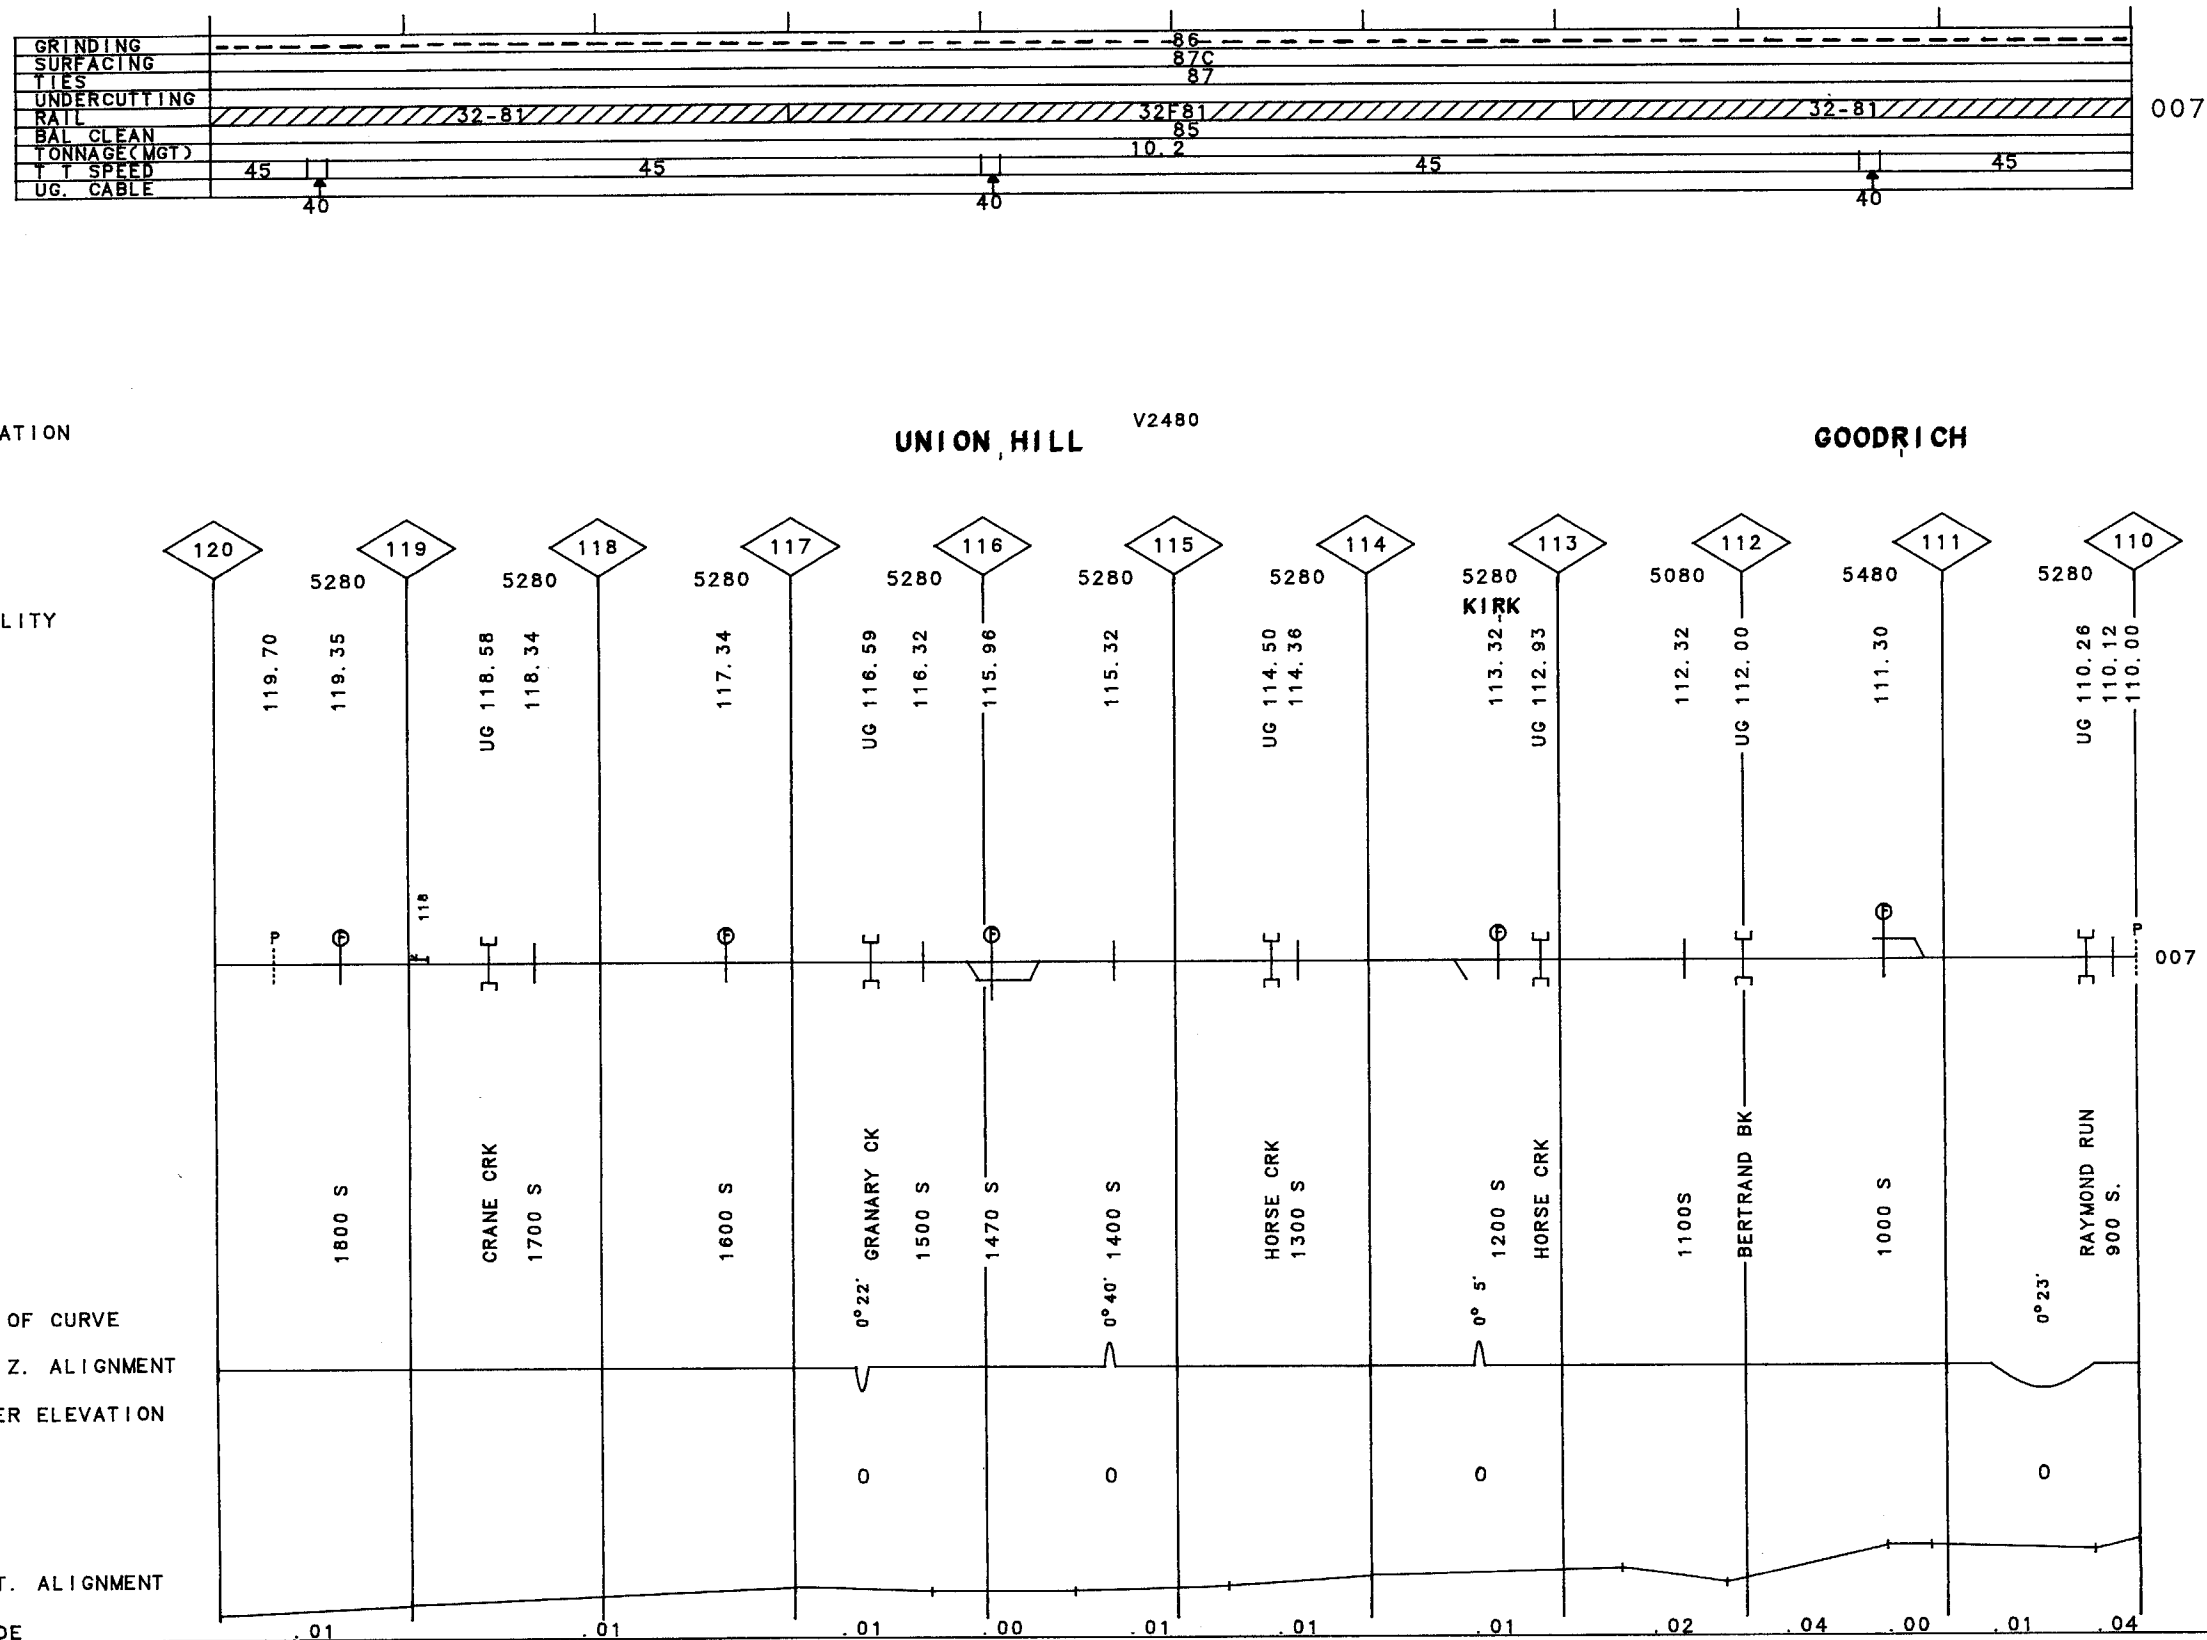 GRINDING 86
SURFACING 87C
TIES 87
UNDERCUTTING
RAIL 32-81 32F81 32-81 007
BAL CLEAN 85
TONNAGE(MGT) 10.2
T T SPEED 45 45 45 45
UG. CABLE
40 40 40
ATION UNION HILL V2480 GOODRICH
120 119 118 117 116 115 114 113 112 111 110
5280 5280 5280 5280 5280 5280 5280 5080 5480 5280
KIRK
LITY
119.70
119.35
UG 118.58
118.34
117.34
UG 116.59
116.32
115.96
115.32
UG 114.50
114.36
113.32
UG 112.93
112.32
UG 112.00
111.30
UG 110.26
110.12
110.00
118
P F F F F F P
007
1800 S
CRANE CRK
1700 S
1600 S
GRANARY CK
1500 S
1470 S
1400 S
HORSE CRK
1300 S
1200 S
HORSE CRK
1100S
BERTRAND BK
1000 S
RAYMOND RUN
900 S.
OF CURVE 0°22' 0°40' 0° 5' 0°23'
Z. ALIGNMENT
ER ELEVATION
0 0 0 0
T. ALIGNMENT
DE .01 .01 .01 .00 .01 .01 .01 .02 .04 .00 .01 .04